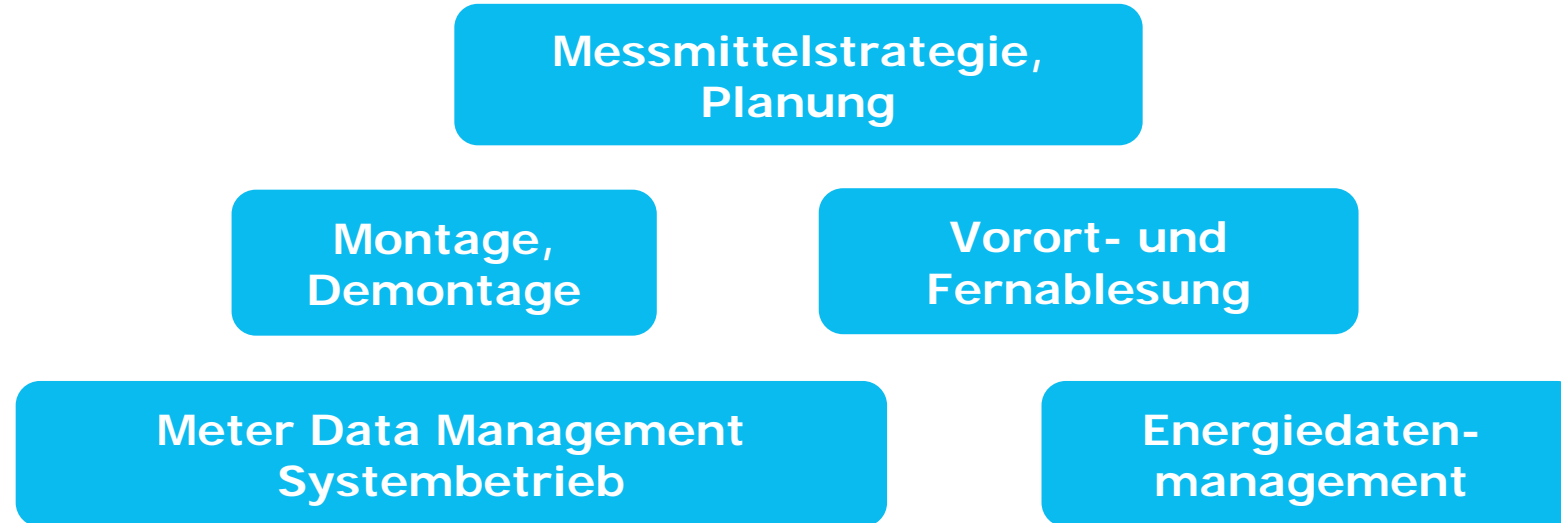 Messmittelstrategie,
Planung
Montage,
Demontage
Vorort- und
Fernablesung
Meter Data Management
Systembetrieb
Energiedaten-
management